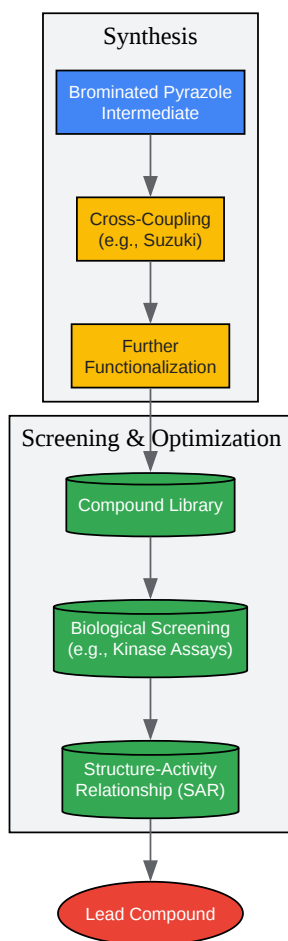 Synthesis
Brominated Pyrazole
Intermediate
Cross-Coupling
(e.g., Suzuki)
Further
Functionalization
Screening & Optimization
Compound Library
Biological Screening
(e.g., Kinase Assays)
Structure-Activity
Relationship (SAR)
Lead Compound